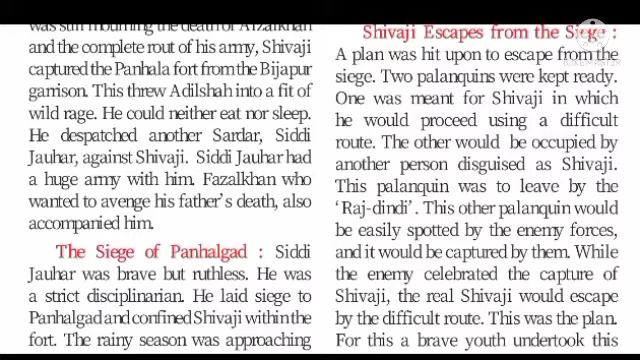 was still mourning the death of Afzalkhan
and the complete rout of his army, Shivaji
captured the Panhala fort from the Bijapur
garrison. This threw Adilshah into a fit of
wild rage. He could neither eat nor sleep.
He despatched another Sardar, Siddi
Jauhar, against Shivaji. Siddi Jauhar had
a huge army with him. Fazalkhan who
wanted to avenge his father's death, also
accompanied him.
The Siege of Panhalgad : Siddi
Jauhar was brave but ruthless. He was
a strict disciplinarian. He laid siege to
Panhalgad and confined Shivaji within the
fort. The rainy season was approaching
Shivaji Escapes from the Siege :
A plan was hit upon to escape from the
siege. Two palanquins were kept ready.
One was meant for Shivaji in which
he would proceed using a difficult
route. The other would be occupied by
another person disguised as Shivaji.
This palanquin was to leave by the
‘Raj-dindi’. This other palanquin would
be easily spotted by the enemy forces,
and it would be captured by them. While
the enemy celebrated the capture of
Shivaji, the real Shivaji would escape
by the difficult route. This was the plan.
For this a brave youth undertook this